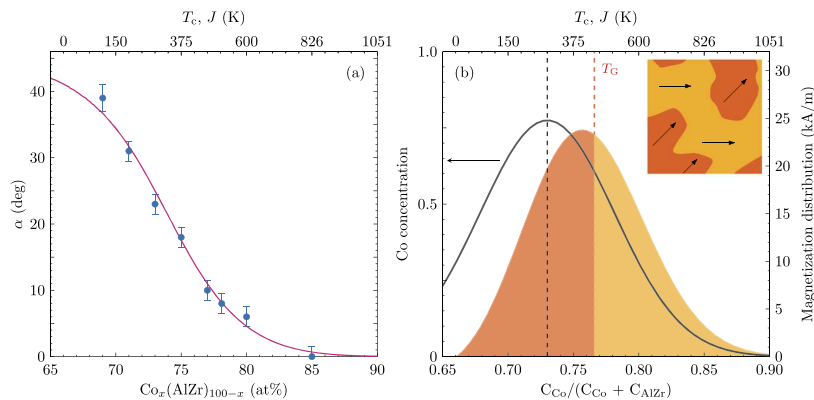 T_c, J (K)
0 150 375 600 826 1051
(a)
α (deg)
40
30
20
10
0
65 70 75 80 85 90
Co_x(AlZr)_{100−x} (at%)
T_c, J (K)
0 150 375 600 826 1051
(b)
T_G
Co concentration
1.0
0.5
0.0
30
25
20
15
10
5
0
Magnetization distribution (kA/m)
0.65 0.70 0.75 0.80 0.85 0.90
C_Co/(C_Co + C_AlZr)